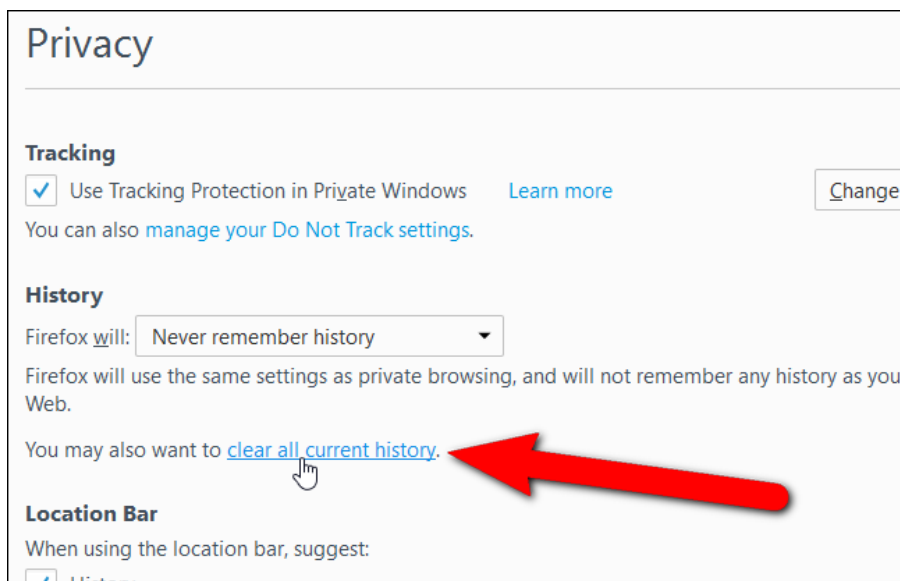 Privacy
Tracking
Use Tracking Protection in Private Windows Learn more Change
You can also manage your Do Not Track settings.
History
Firefox will: Never remember history
Firefox will use the same settings as private browsing, and will not remember any history as you
Web.
You may also want to clear all current history.
Location Bar
When using the location bar, suggest: